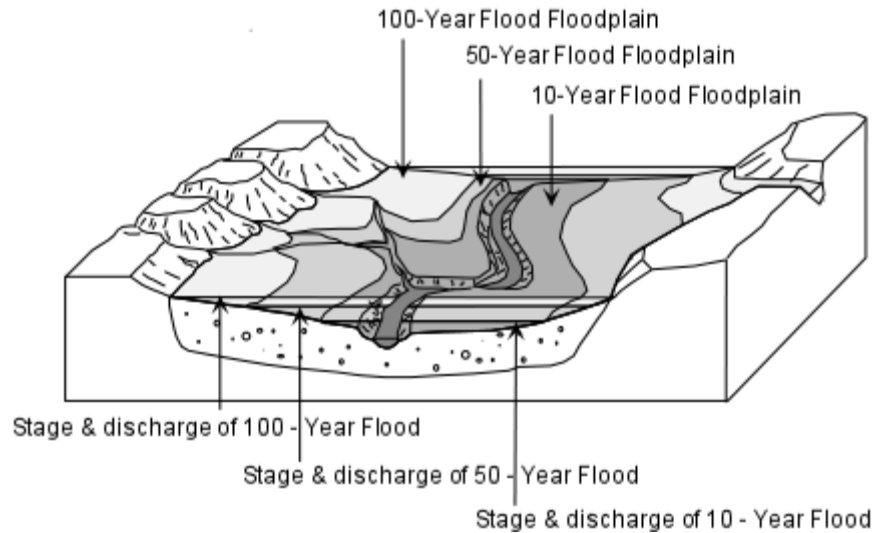 100-Year Flood Floodplain
50-Year Flood Floodplain
10-Year Flood Floodplain
Stage & discharge of 100 - Year Flood
Stage & discharge of 50 - Year Flood
Stage & discharge of 10 - Year Flood